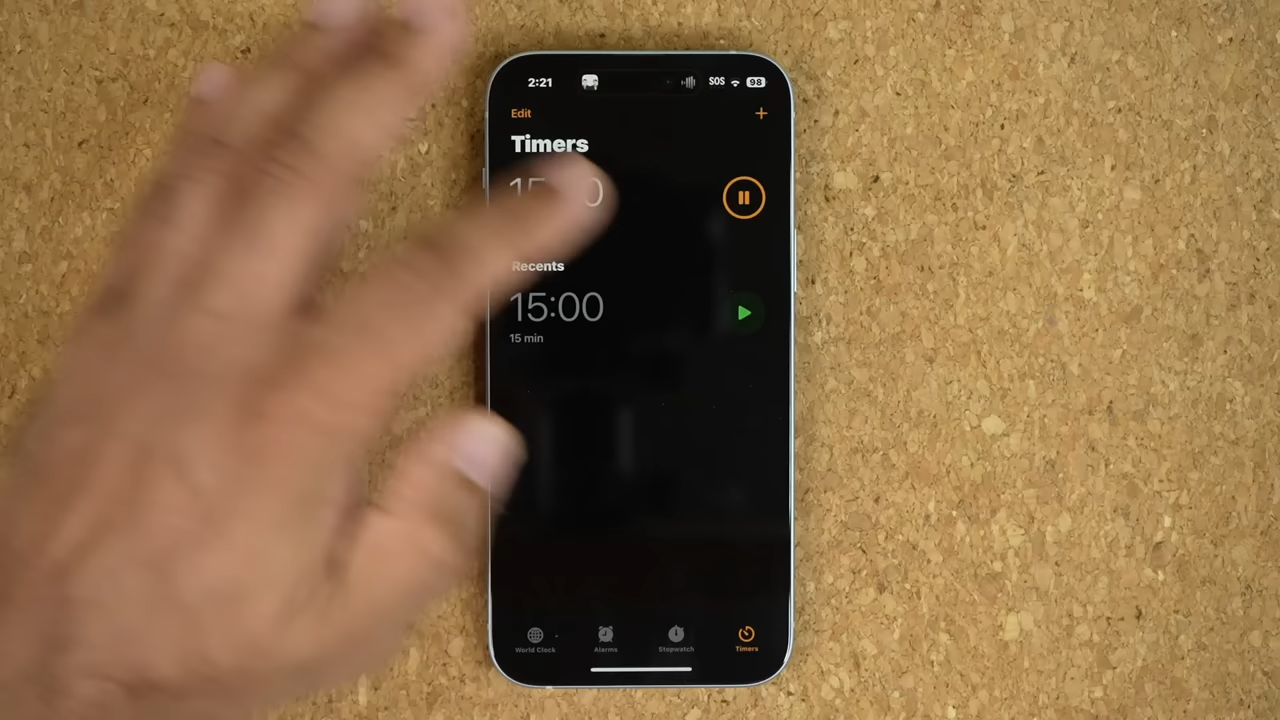 2:21 SOS 98
Edit +
Timers
Recents
15:00
15 min
World Clock Alarms Stopwatch Timers